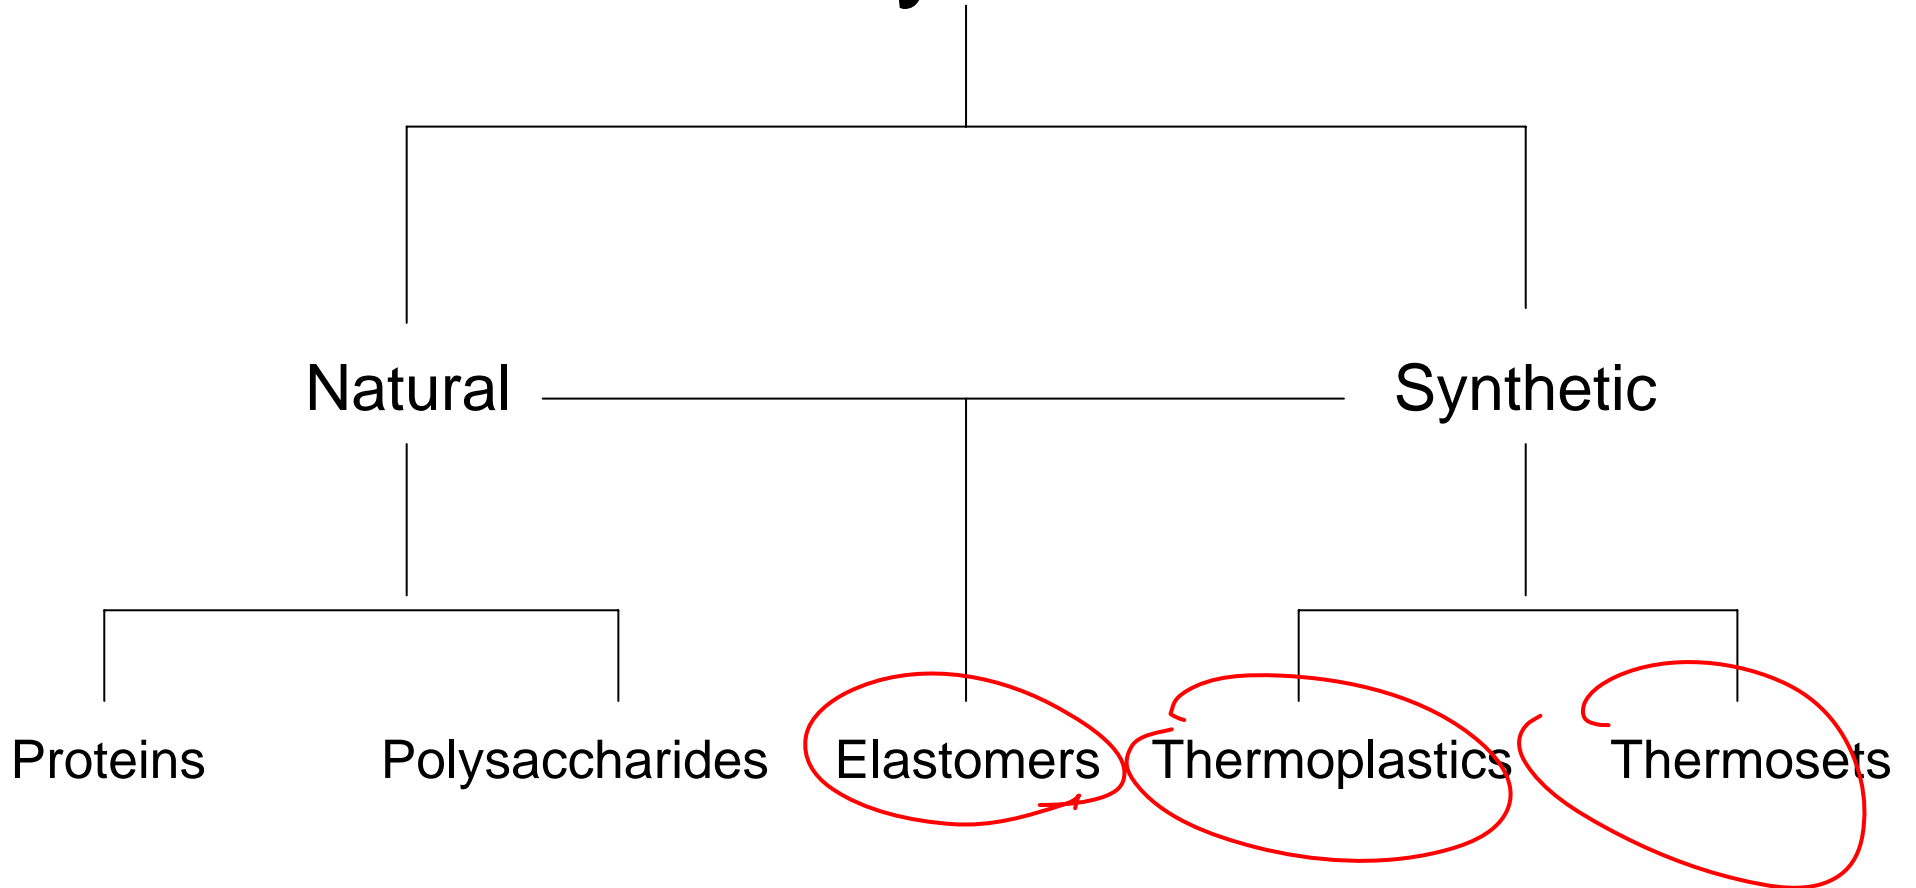 Natural Synthetic
Proteins Polysaccharides Elastomers Thermoplastics Thermosets